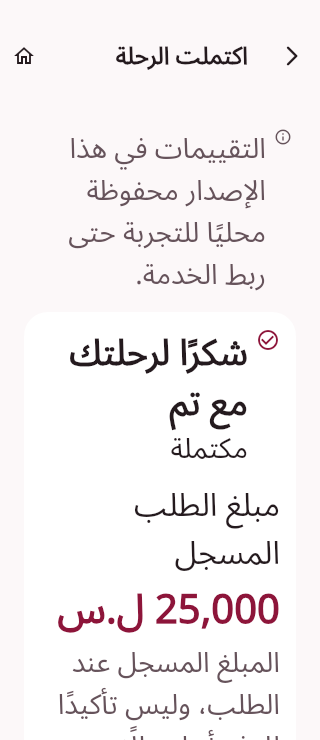 اكتملت الرحلة
التقييمات في هذا
الإصدار محفوظة
محليًا للتجربة حتى
ربط الخدمة.
شكرًا لرحلتك
مع تم
مكتملة
مبلغ الطلب
المسجل
25,000 ل.س
المبلغ المسجل عند
الطلب، وليس تأكيدًا